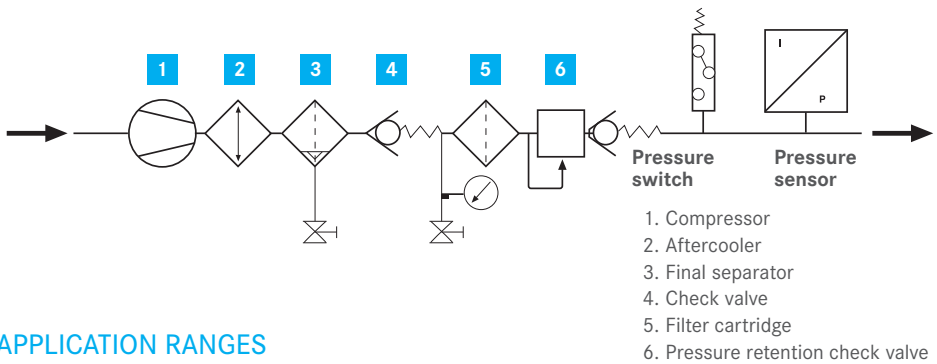 1 2 3 4 5 6
I
P
Pressure switch
Pressure sensor
1. Compressor
2. Aftercooler
3. Final separator
4. Check valve
5. Filter cartridge
6. Pressure retention check valve
APPLICATION RANGES